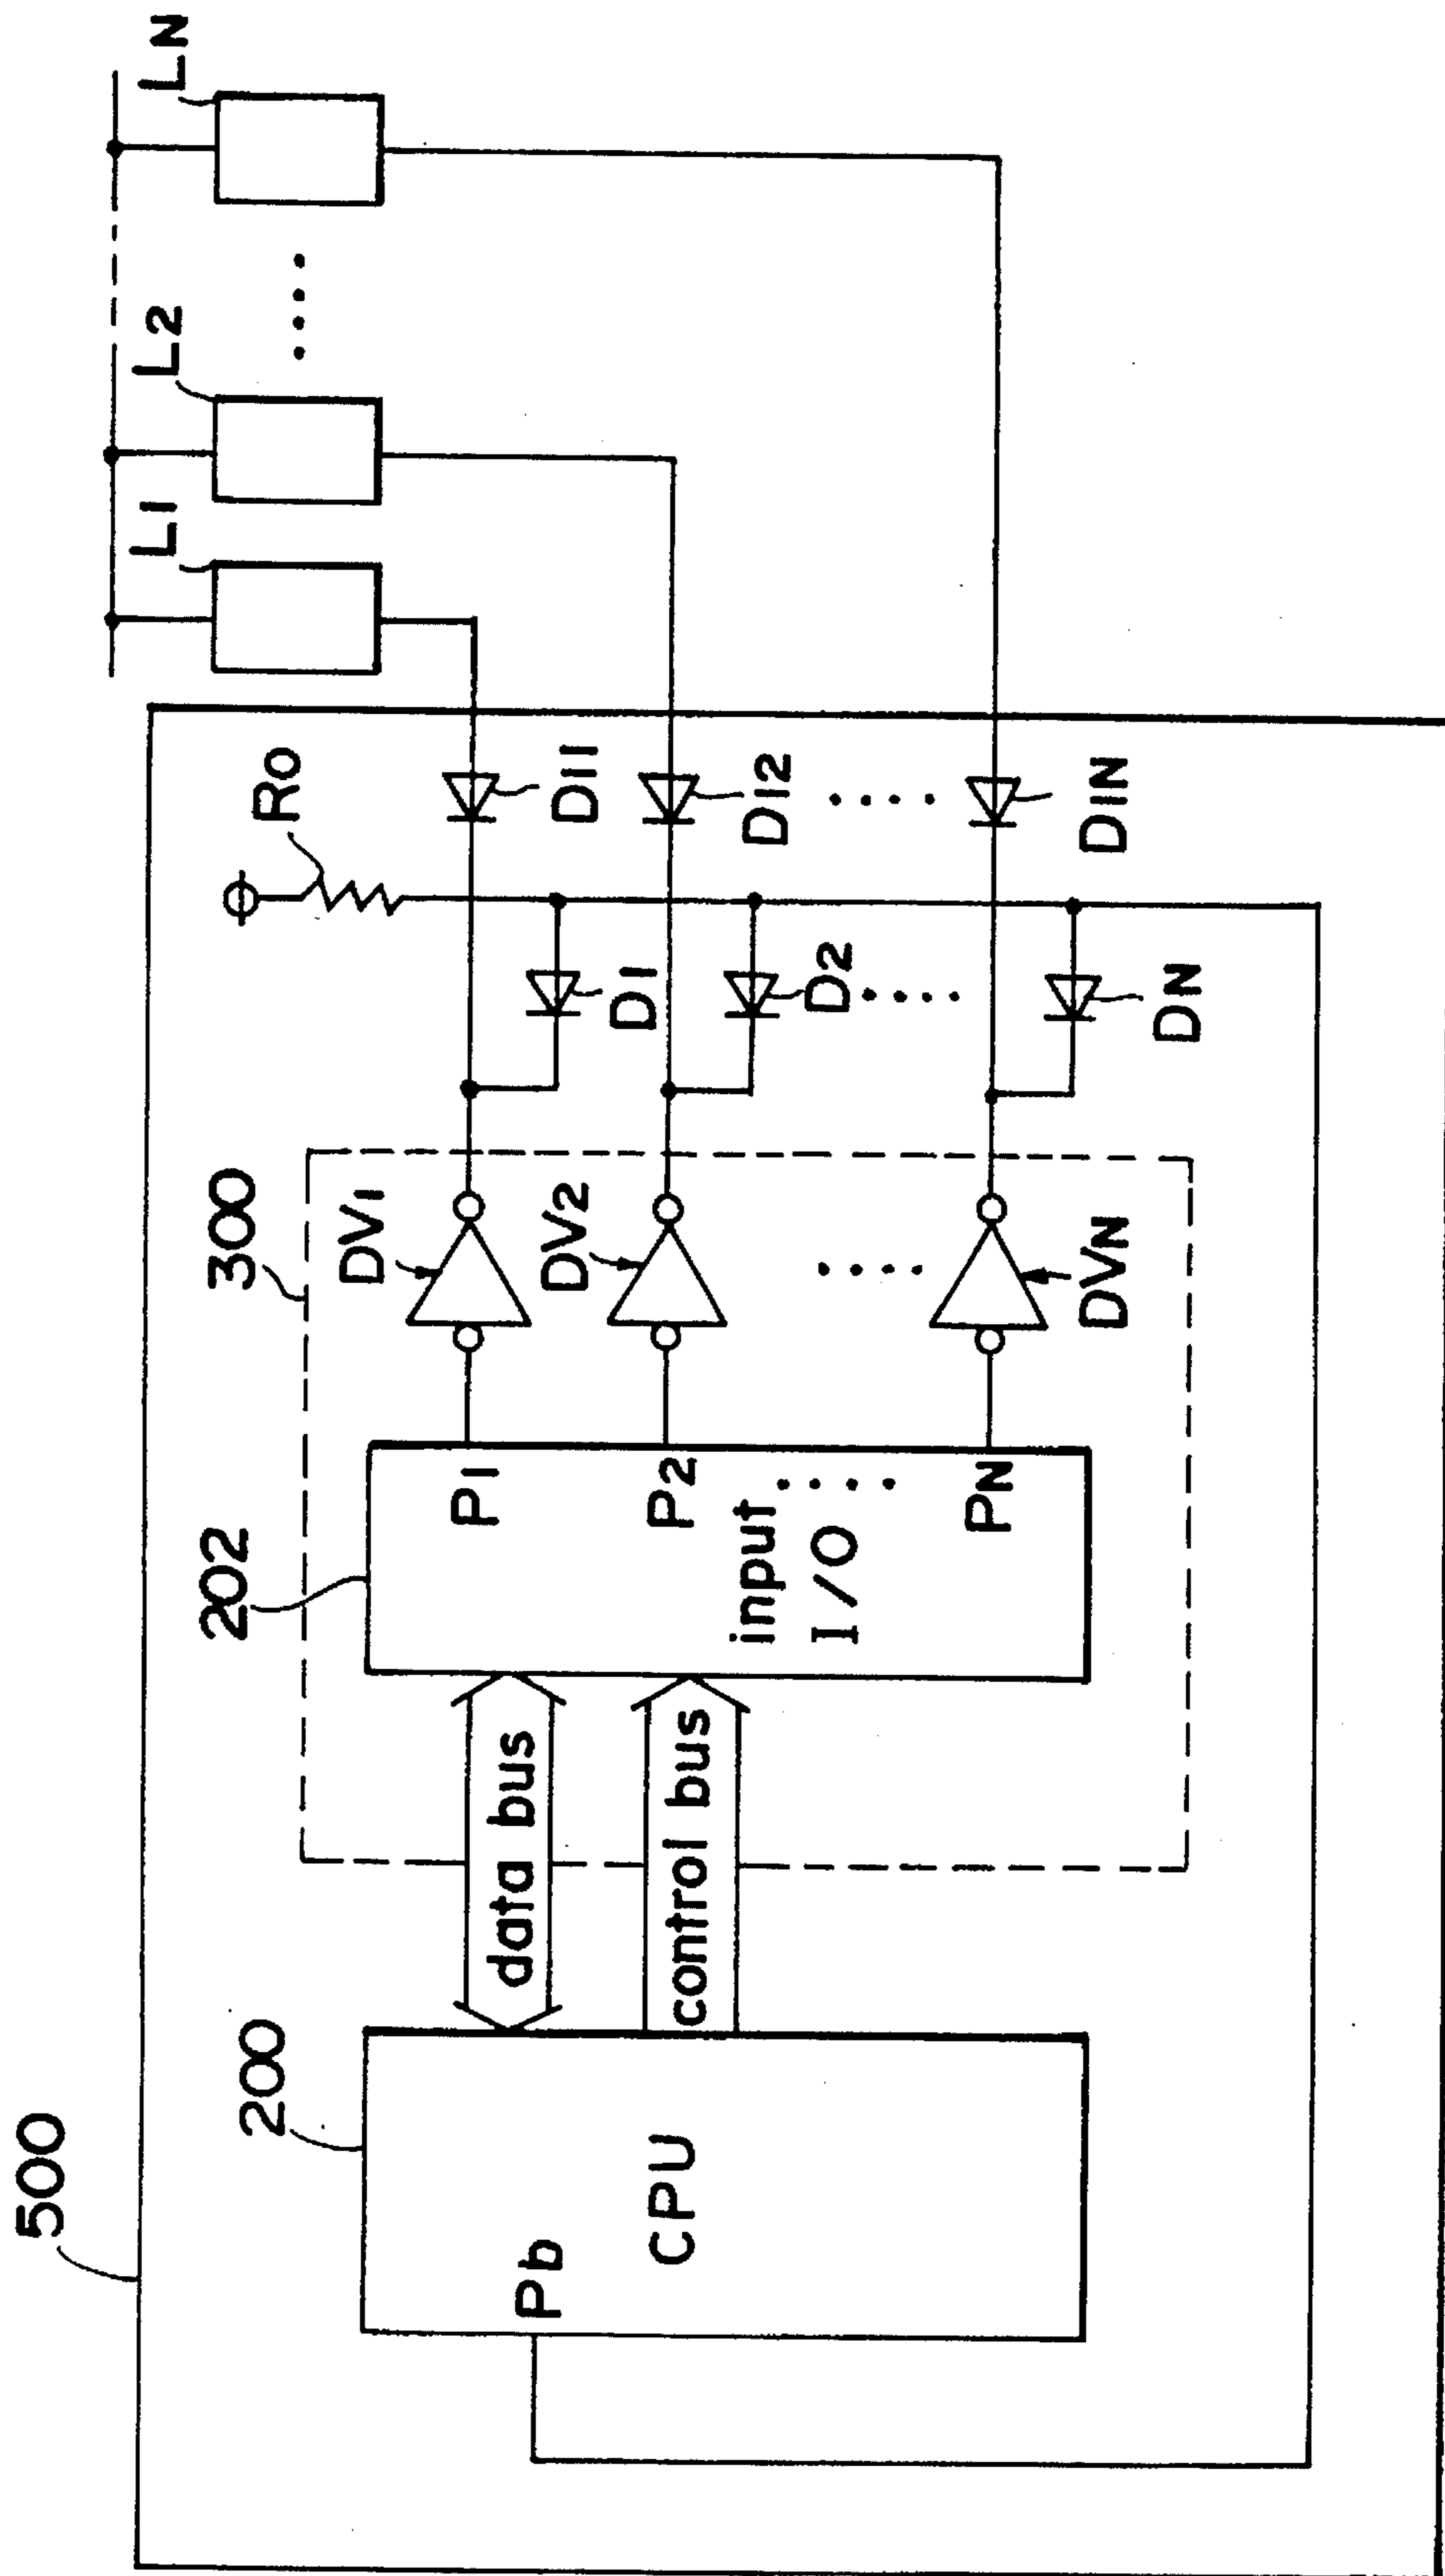 500
200
Pb
CPU
data bus
control bus
202
300
P1
P2
input
I/O
PN
DV1
DV2
DVN
R0
D1
D2
DN
D11
D12
D1N
L1
L2
LN